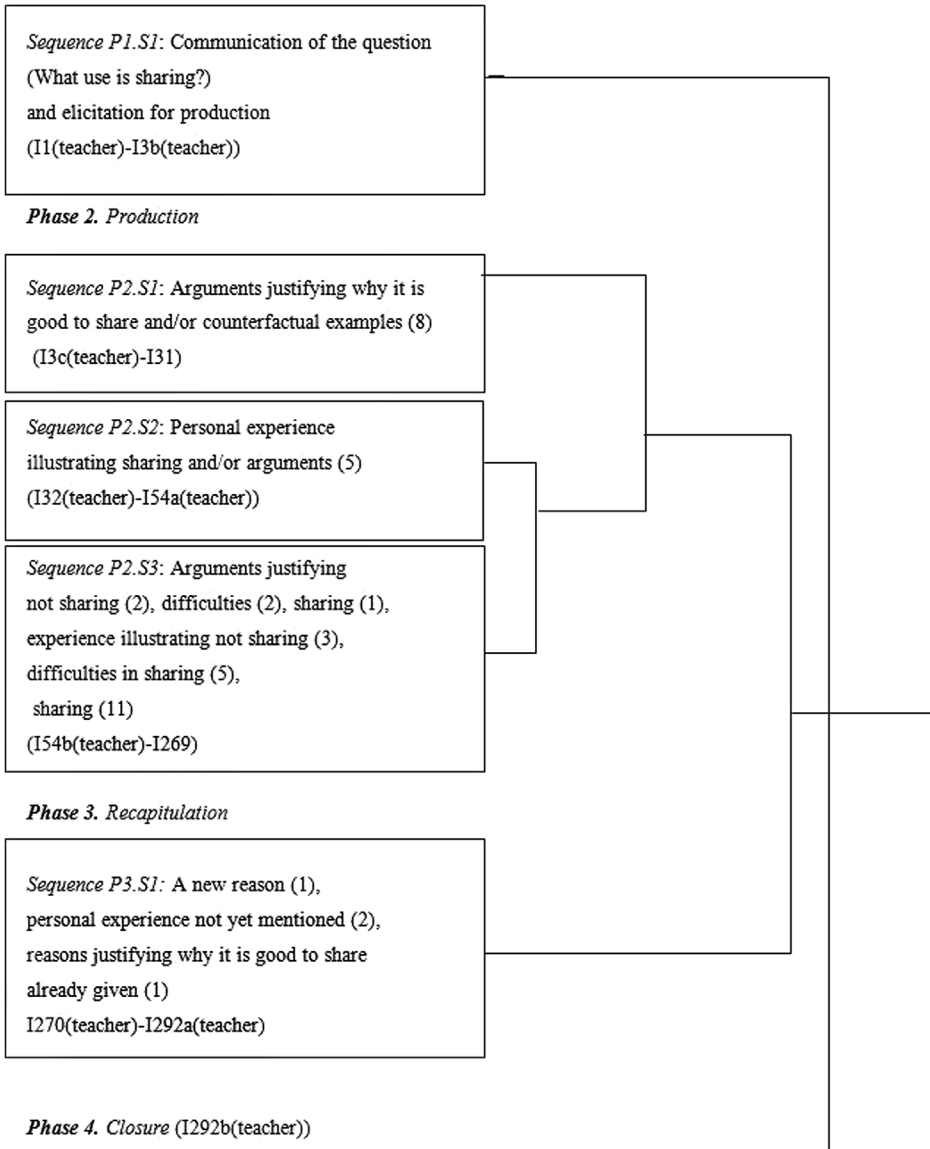 Sequence P1.S1: Communication of the question
(What use is sharing?)
and elicitation for production
(I1(teacher)-I3b(teacher))
Phase 2. Production
Sequence P2.S1: Arguments justifying why it is
good to share and/or counterfactual examples (8)
(I3c(teacher)-I31)
Sequence P2.S2: Personal experience
illustrating sharing and/or arguments (5)
(I32(teacher)-I54a(teacher))
Sequence P2.S3: Arguments justifying
not sharing (2), difficulties (2), sharing (1),
experience illustrating not sharing (3),
difficulties in sharing (5),
sharing (11)
(I54b(teacher)-I269)
Phase 3. Recapitulation
Sequence P3.S1: A new reason (1),
personal experience not yet mentioned (2),
reasons justifying why it is good to share
already given (1)
I270(teacher)-I292a(teacher)
Phase 4. Closure (I292b(teacher))